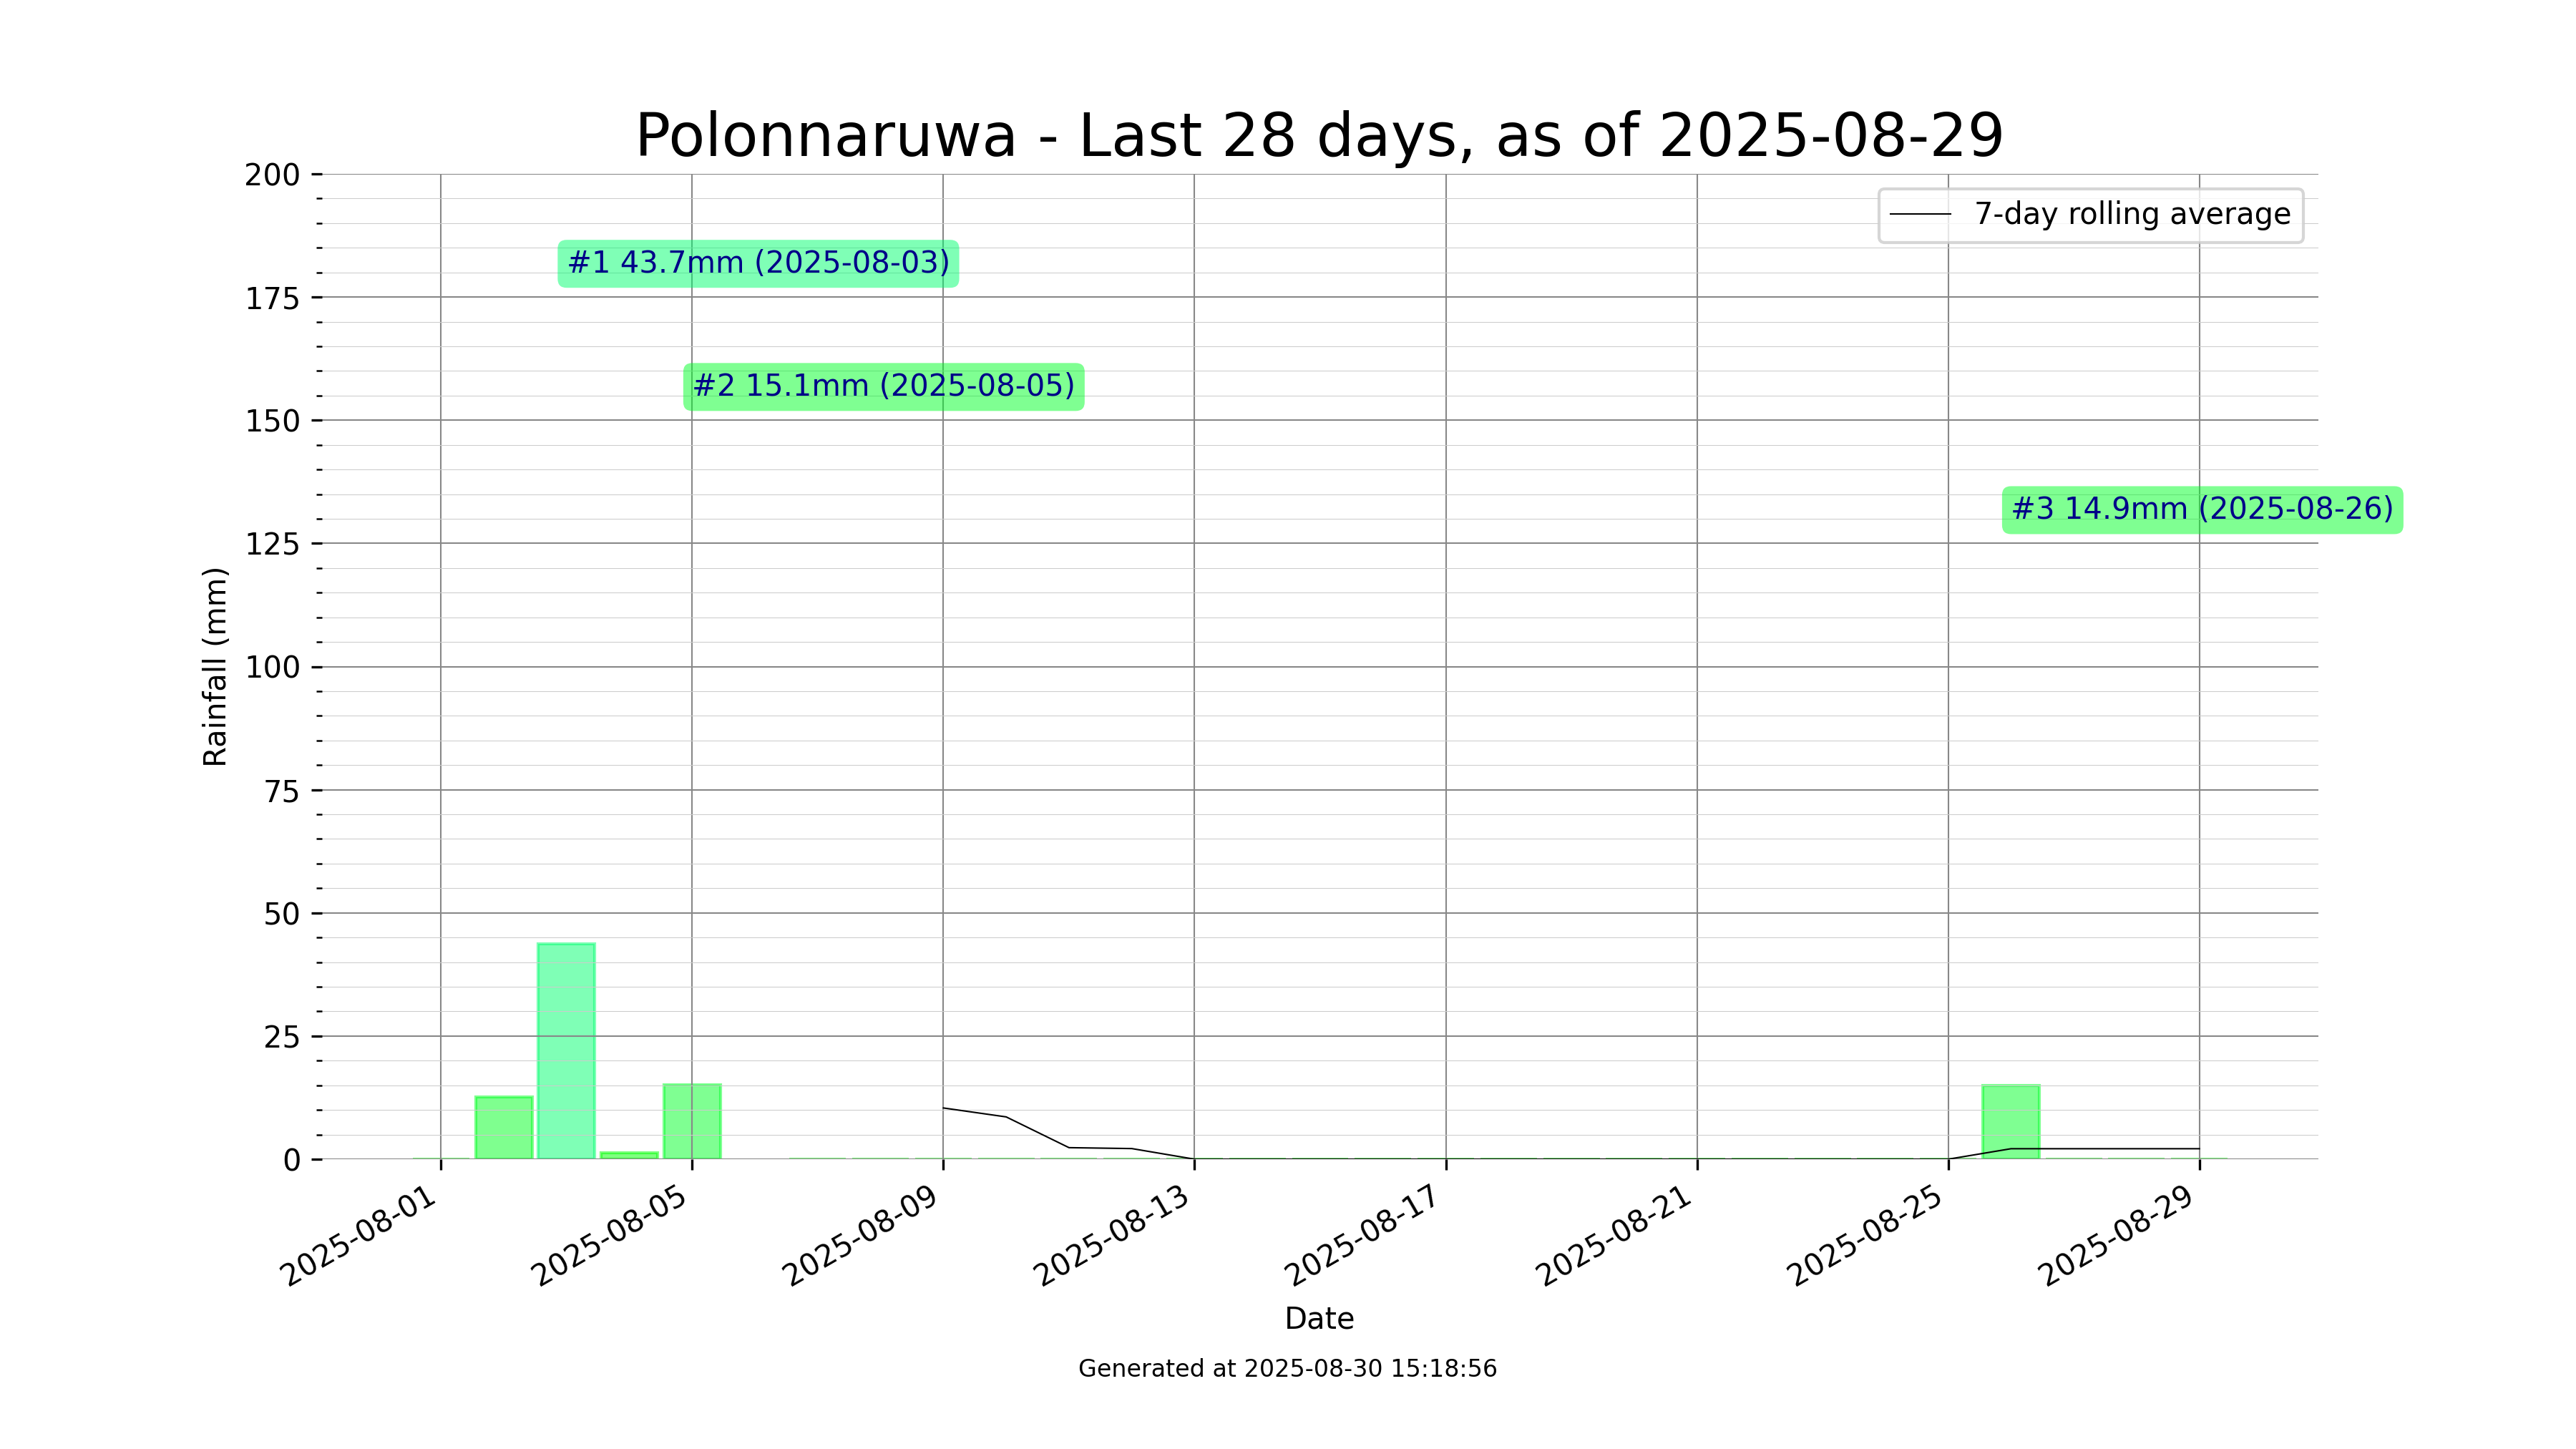 Polonnaruwa - Last 28 days, as of 2025-08-29
200
175
150
125
100
75
50
25
0
Rainfall (mm)
7-day rolling average
#1 43.7mm (2025-08-03)
#2 15.1mm (2025-08-05)
#3 14.9mm (2025-08-26)
2025-08-01
2025-08-05
2025-08-09
2025-08-13
2025-08-17
2025-08-21
2025-08-25
2025-08-29
Date
Generated at 2025-08-30 15:18:56